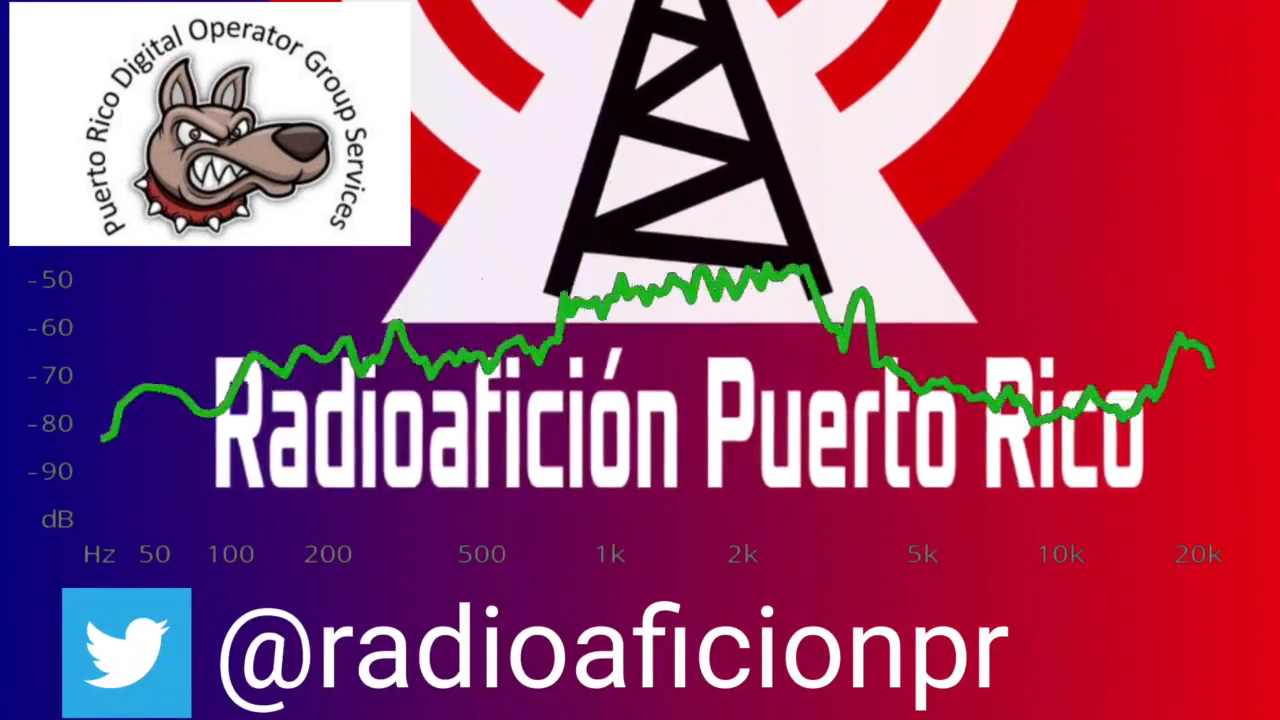 Puerto Rico Digital Operator Group Services
-50
-60
-70
-80
-90
dB
Radioafición Puerto Rico
Hz 50 100 200 500 1k 2k 5k 10k 20k
@radioaficionpr